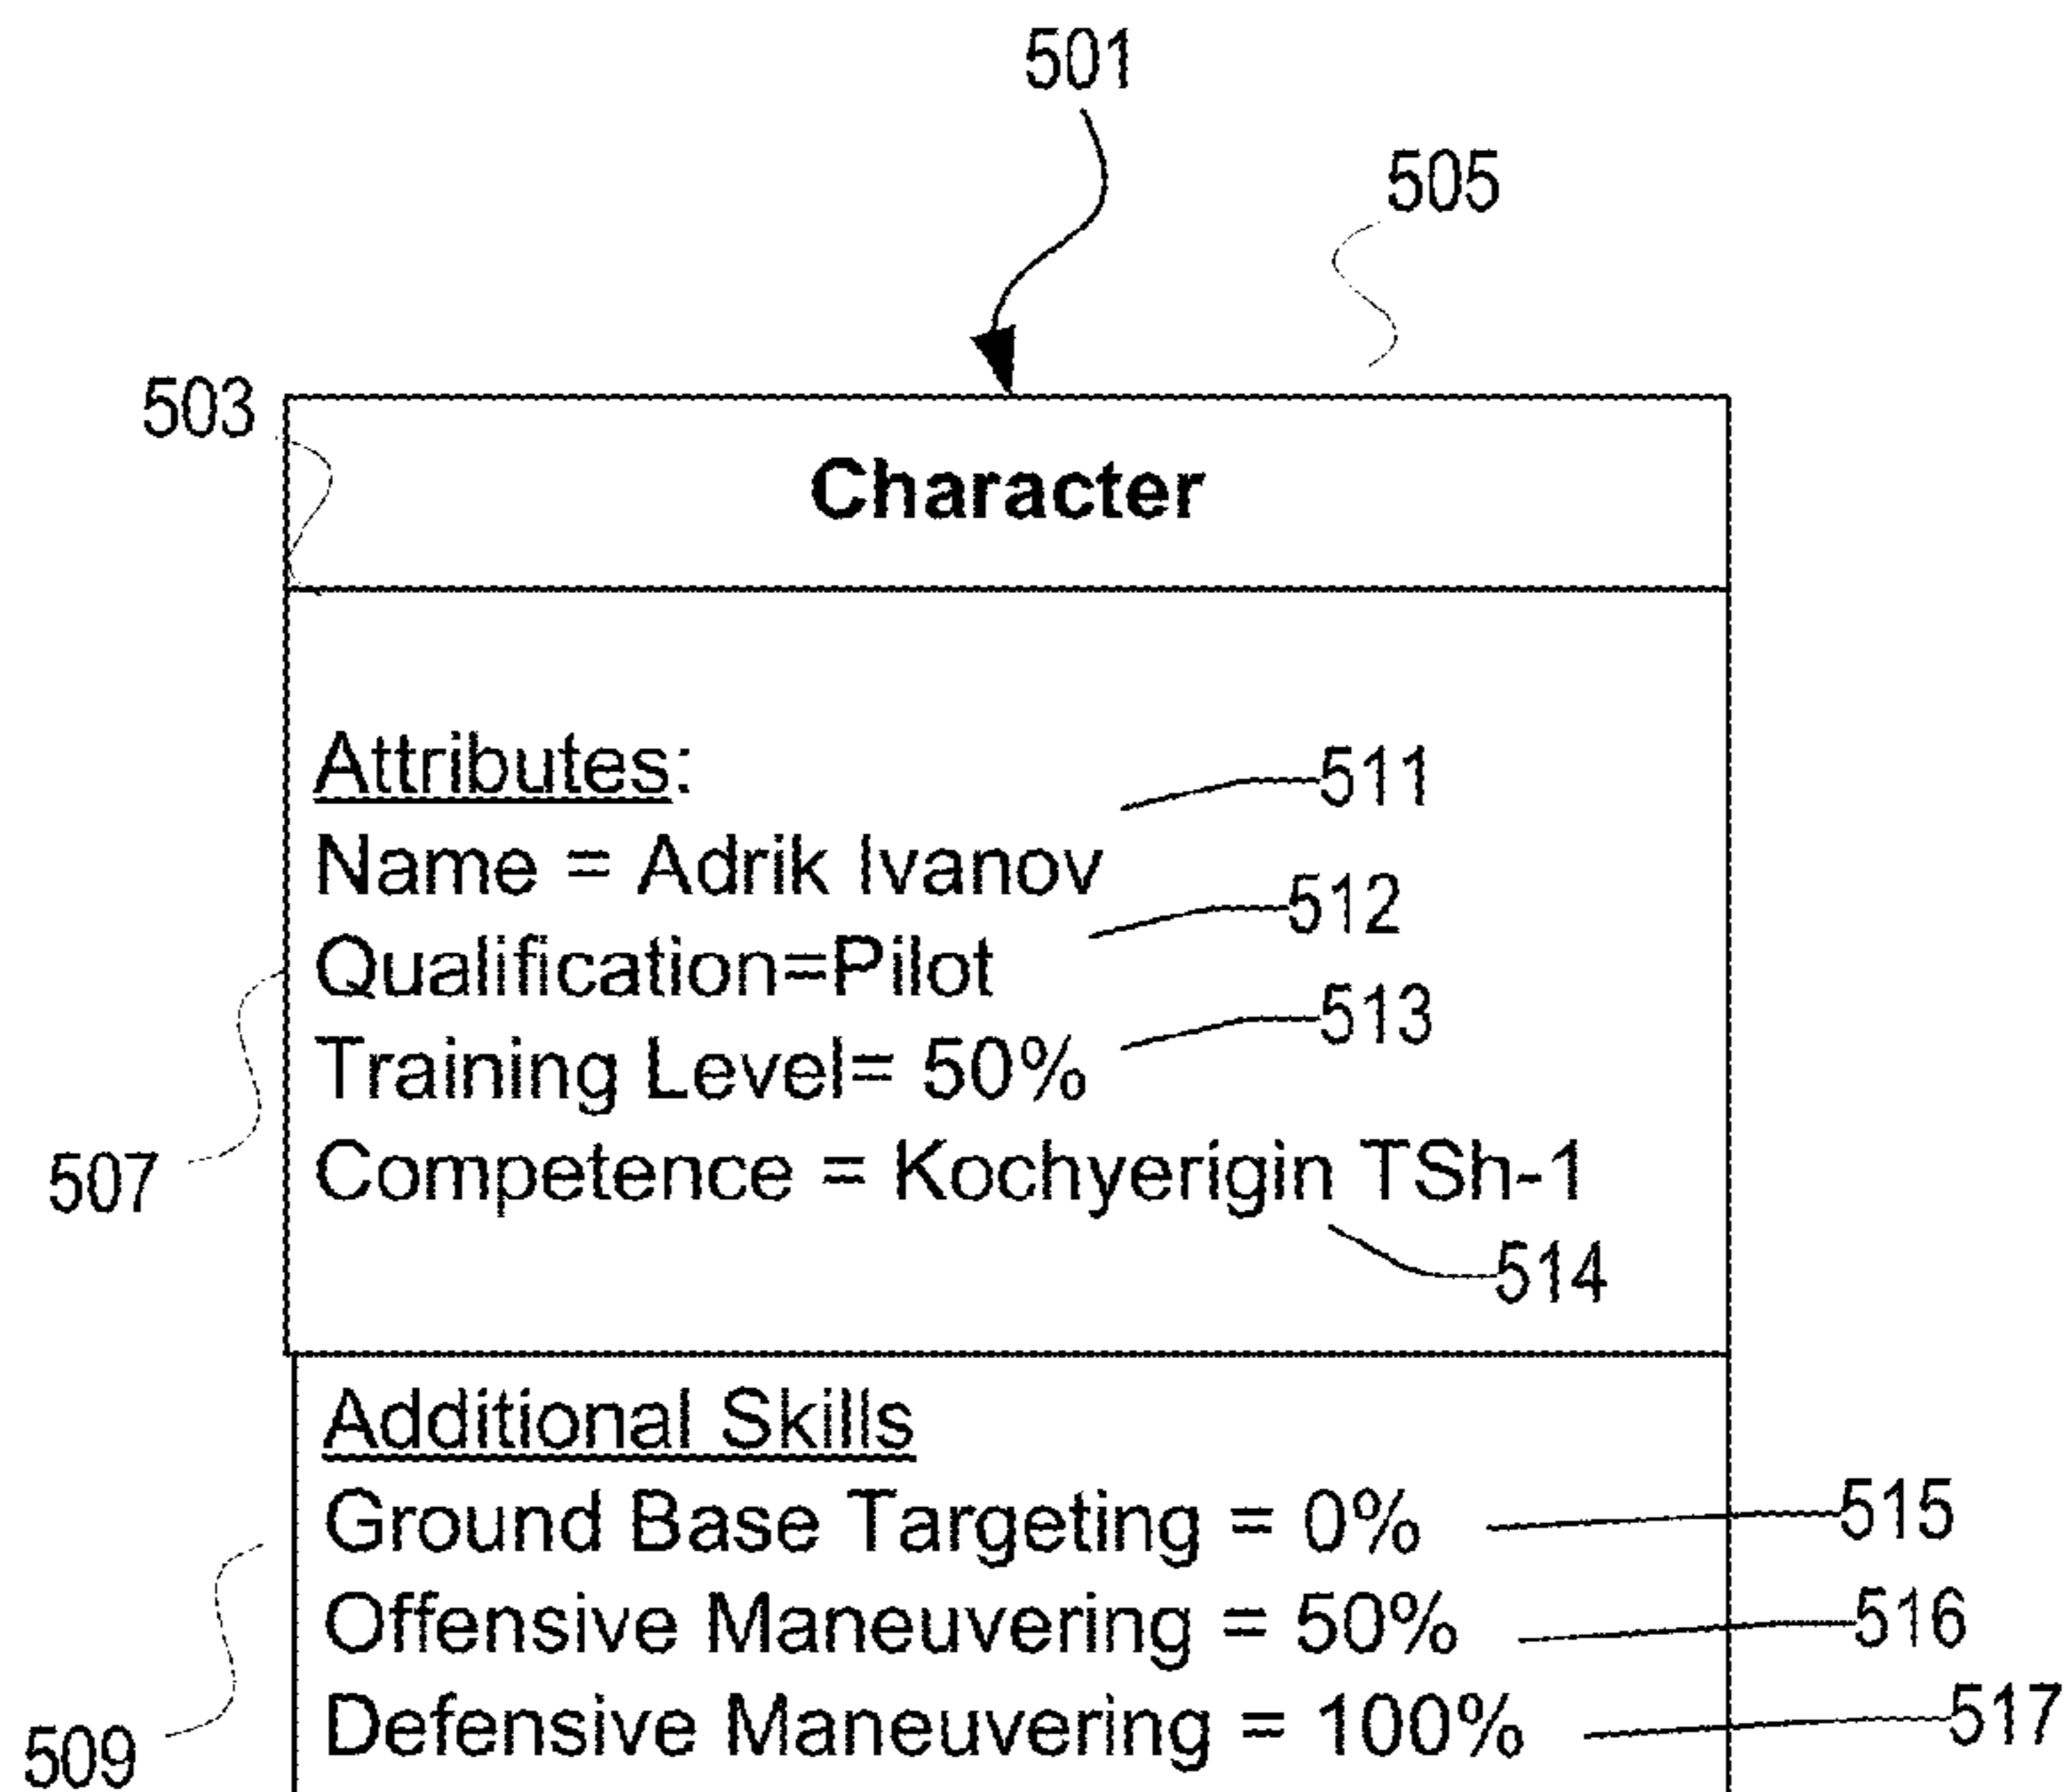 501
505
503
Character
Attributes:
511
Name = Adrik Ivanov
512
Qualification=Pilot
513
Training Level= 50%
507
Competence = Kochyerigin TSh-1
514
Additional Skills
Ground Base Targeting = 0% 515
Offensive Maneuvering = 50% 516
Defensive Maneuvering = 100% 517
509